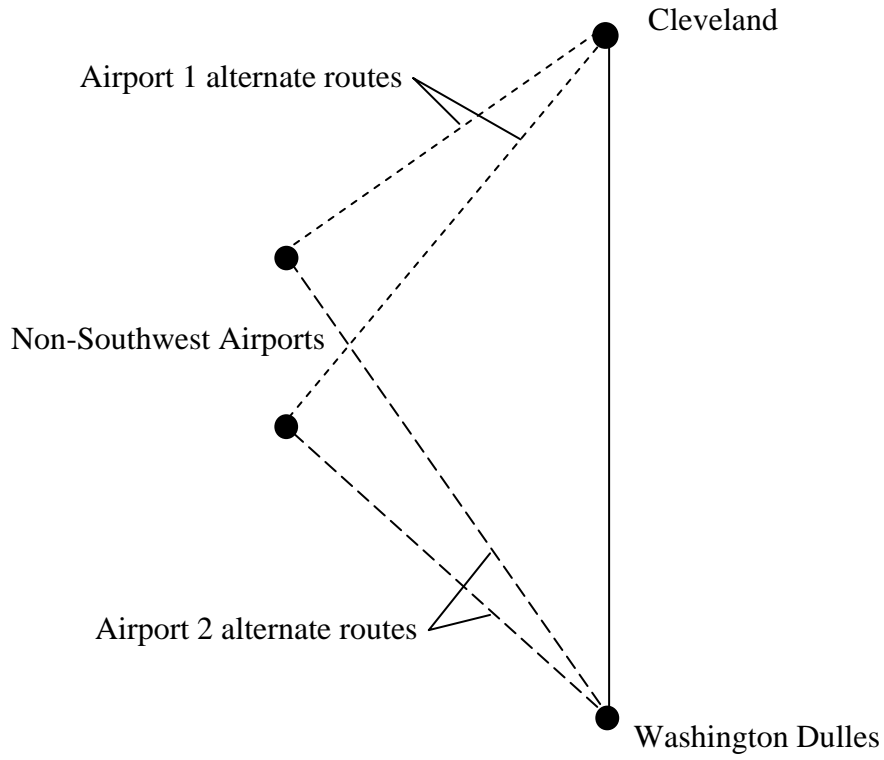 Cleveland
Airport 1 alternate routes
Non-Southwest Airports
Airport 2 alternate routes
Washington Dulles